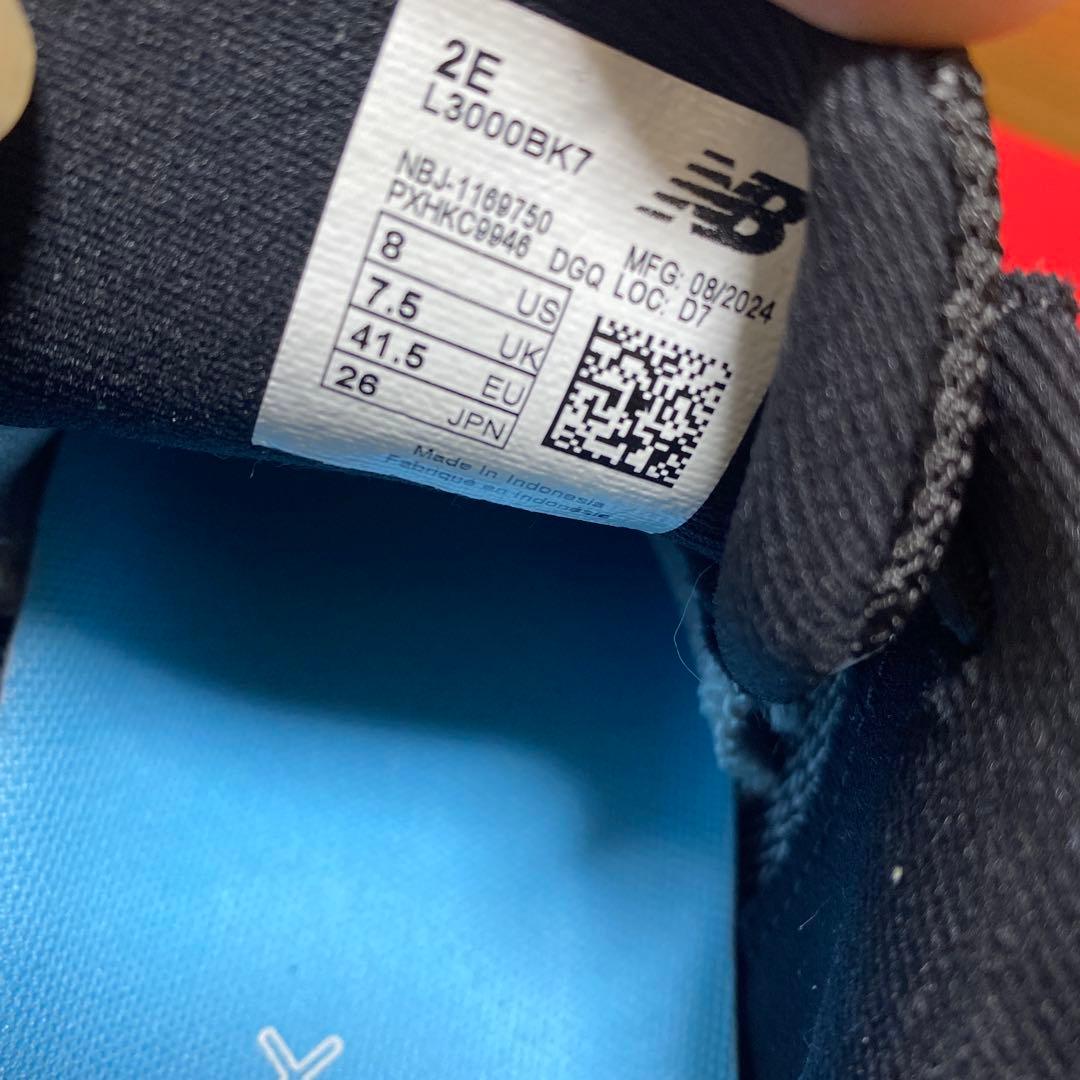 2E
L3000BK7
NB
NBJ-1169750
PXHKC9946 DGQ
MFG: 08/2024
LOC: D7
8 US
7.5 UK
41.5 EU
26 JPN
Made in Indonesia
Fabriqué en Indonésie